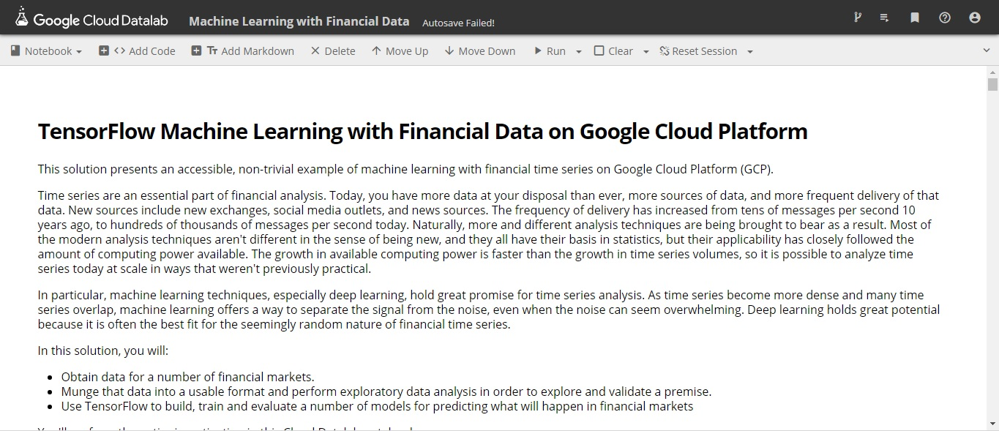 Google Cloud Datalab Machine Learning with Financial Data Autosave Failed!
Notebook Add Code Add Markdown Delete Move Up Move Down Run Clear Reset Session
TensorFlow Machine Learning with Financial Data on Google Cloud Platform
This solution presents an accessible, non-trivial example of machine learning with financial time series on Google Cloud Platform (GCP).
Time series are an essential part of financial analysis. Today, you have more data at your disposal than ever, more sources of data, and more frequent delivery of that
data. New sources include new exchanges, social media outlets, and news sources. The frequency of delivery has increased from tens of messages per second 10
years ago, to hundreds of thousands of messages per second today. Naturally, more and different analysis techniques are being brought to bear as a result. Most of
the modern analysis techniques aren't different in the sense of being new, and they all have their basis in statistics, but their applicability has closely followed the
amount of computing power available. The growth in available computing power is faster than the growth in time series volumes, so it is possible to analyze time
series today at scale in ways that weren't previously practical.
In particular, machine learning techniques, especially deep learning, hold great promise for time series analysis. As time series become more dense and many time
series overlap, machine learning offers a way to separate the signal from the noise, even when the noise can seem overwhelming. Deep learning holds great potential
because it is often the best fit for the seemingly random nature of financial time series.
In this solution, you will:
Obtain data for a number of financial markets.
Munge that data into a usable format and perform exploratory data analysis in order to explore and validate a premise.
Use TensorFlow to build, train and evaluate a number of models for predicting what will happen in financial markets